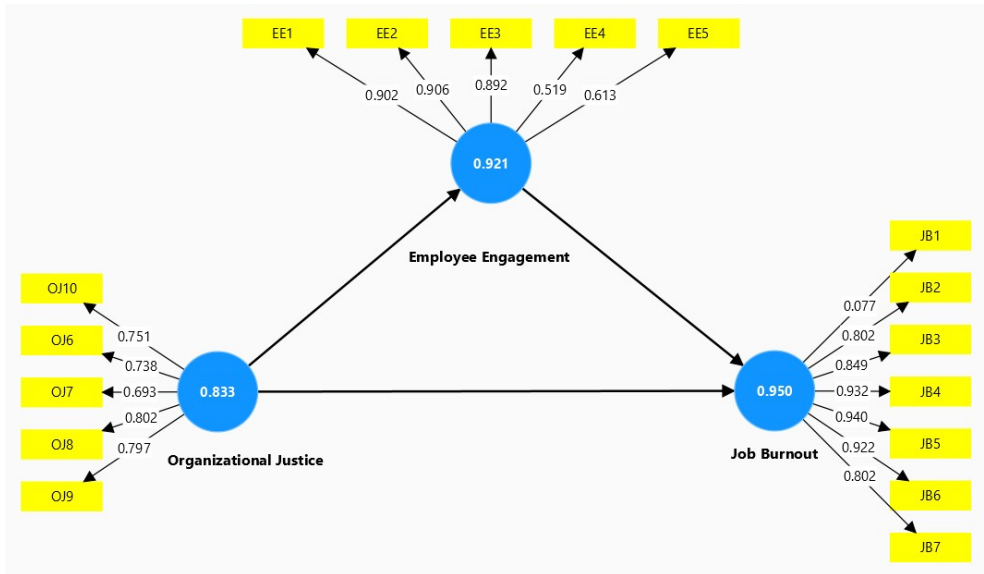 EE1 EE2 EE3 EE4 EE5
0.902 0.906 0.892 0.519 0.613
0.921
Employee Engagement
OJ10
OJ6
OJ7
OJ8
OJ9
0.751
0.738
0.693
0.802
0.797
0.833
Organizational Justice
0.950
Job Burnout
0.077
0.802
0.849
0.932
0.940
0.922
0.802
JB1
JB2
JB3
JB4
JB5
JB6
JB7